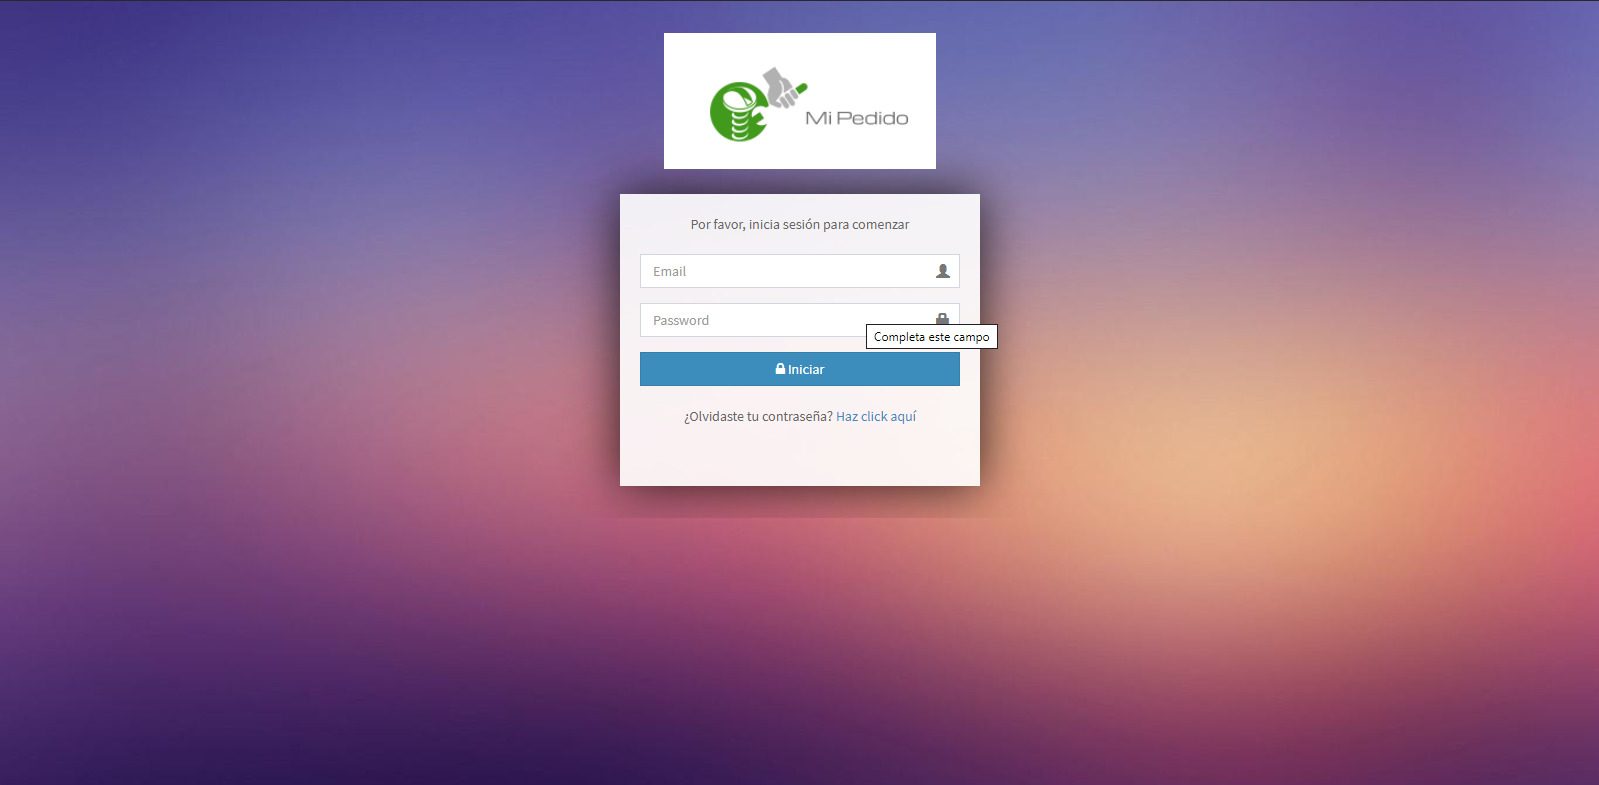 Mi Pedido
Por favor, inicia sesión para comenzar
Email
Password
Completa este campo
Iniciar
¿Olvidaste tu contraseña? Haz click aquí